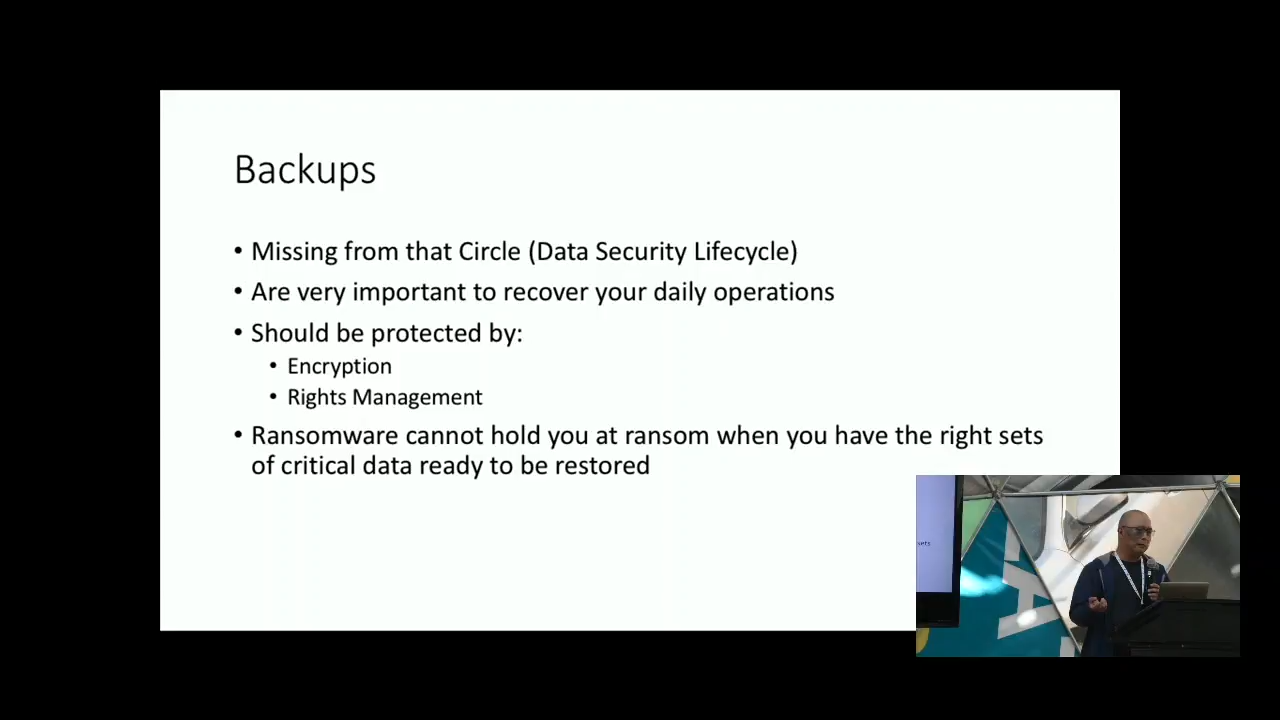 Backups
• Missing from that Circle (Data Security Lifecycle)
• Are very important to recover your daily operations
• Should be protected by:
• Encryption
• Rights Management
• Ransomware cannot hold you at ransom when you have the right sets
of critical data ready to be restored
sets